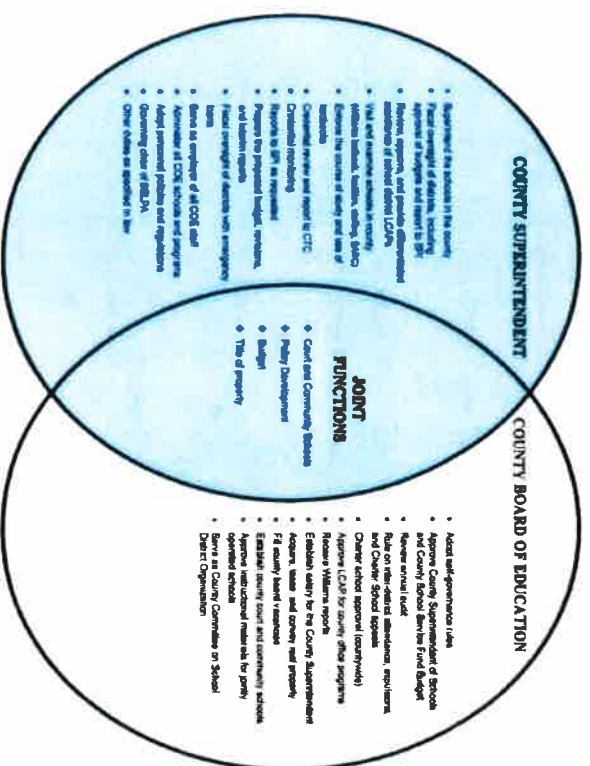 COUNTY SUPERINTENDENT
• Superintend the schools in the county
• Fiscal oversight of districts, including
approval of budgets and report to SPI
• Review, approve, and provide differentiated
assistance of school district LCAPs
• Visit and examine schools in county
(Williams textbooks, facilities, staffing, SARC)
• Enforce the course of study and use of
textbooks
• Credential review and report to CTC
• Credential monitoring
• Reports to SPI as requested
• Prepare the proposed budget, revisions,
and interim reports
• Fiscal oversight of districts with emergency
loans
• Serve as employer of all COE staff
• Administer all COE schools and programs
• Adopt personnel policies and regulations
• Governing chair of SELPA
• Other duties as specified in law
JOINT
FUNCTIONS
❖ Court and Community Schools
❖ Policy Development
❖ Budget
❖ Title of property
COUNTY BOARD OF EDUCATION
• Adopt self-governance rules
• Approve County Superintendent of Schools
and County School Service Fund Budget
• Review annual audit
• Rule on inter-district attendance, expulsions,
and Charter School appeals
• Charter school approval (countywide)
• Approve LCAP for county office programs
• Receive Williams reports
• Establish salary for the County Superintendent
• Acquire, lease and convey real property
• Fill county board vacancies
• Establish county court and community schools
• Approve instructional materials for jointly
operated schools
• Serve as County Committee on School
District Organization